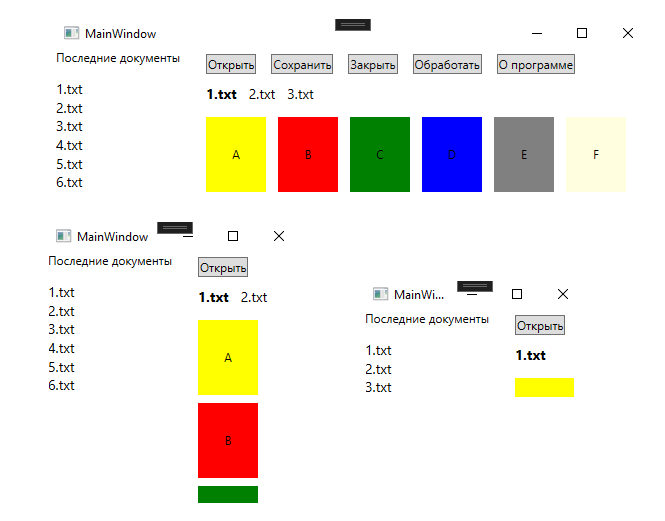 MainWindow
Последние документы
1.txt
2.txt
3.txt
4.txt
5.txt
6.txt
Открыть Сохранить Закрыть Обработать О программе
1.txt 2.txt 3.txt
A B C D E F
MainWindow
Последние документы
1.txt
2.txt
3.txt
4.txt
5.txt
6.txt
Открыть
1.txt 2.txt
A
B
MainWi...
Последние документы
1.txt
2.txt
3.txt
Открыть
1.txt